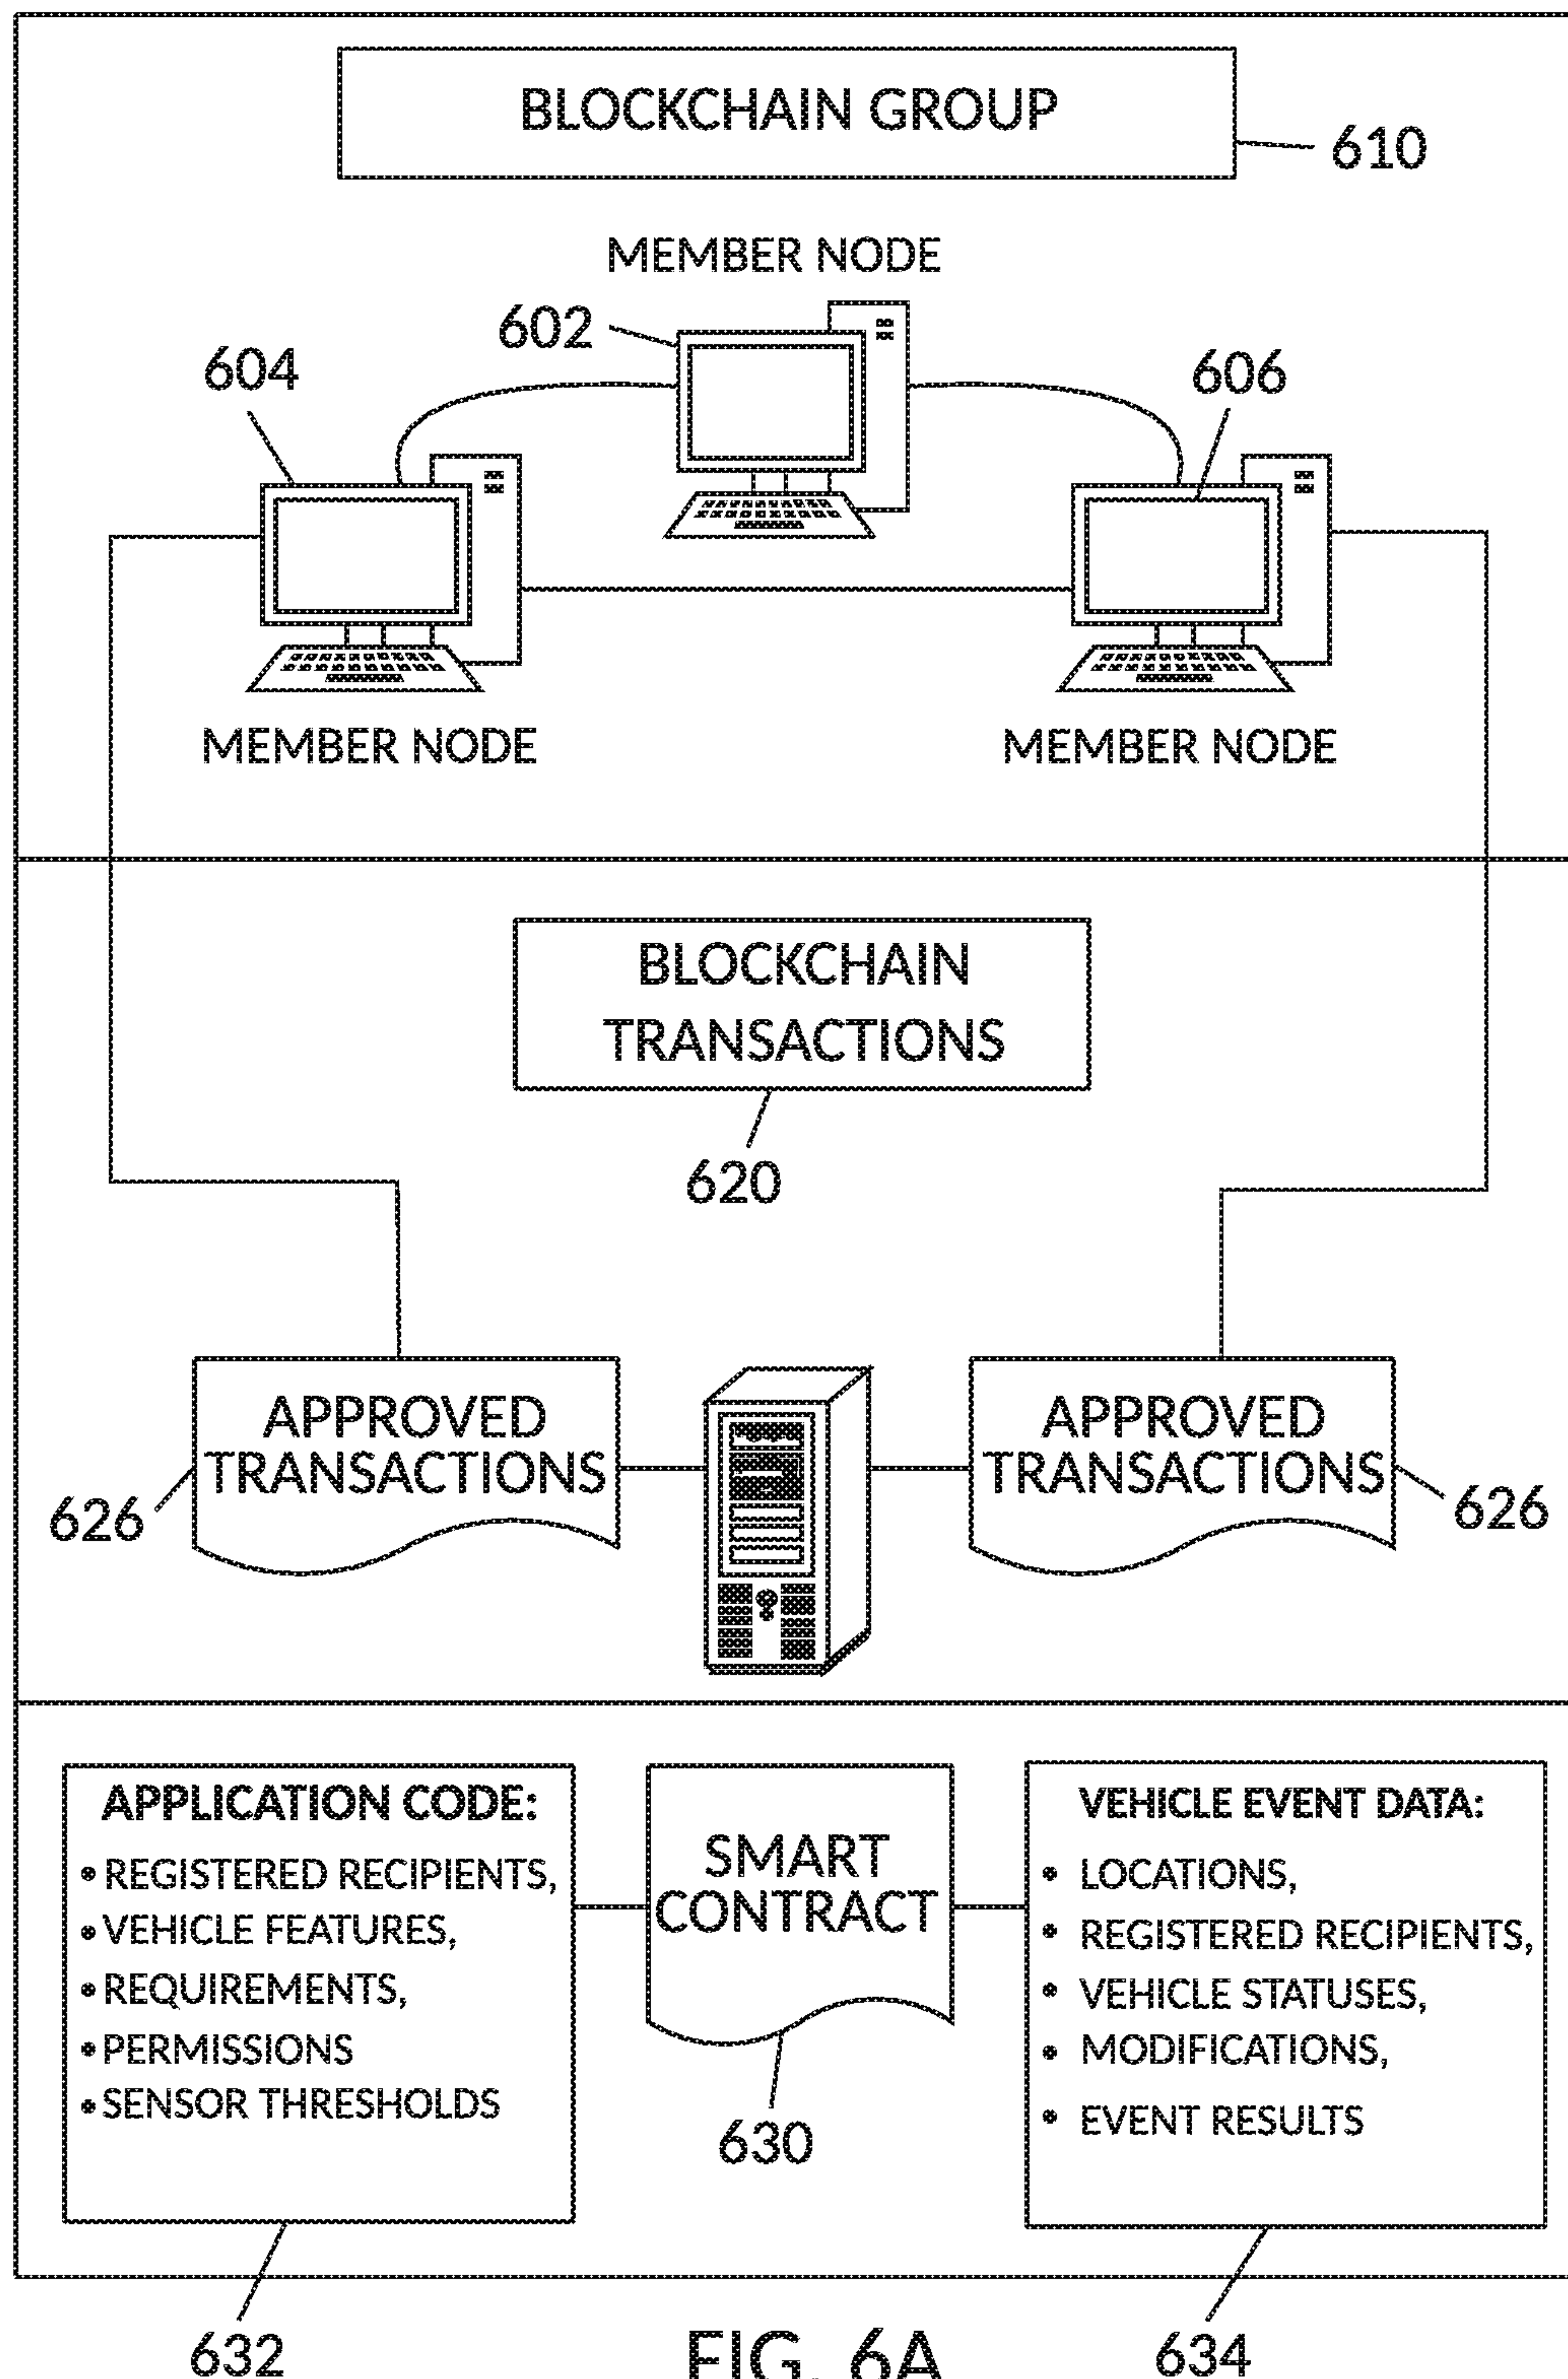 BLOCKCHAIN GROUP
610
MEMBER NODE
602
604
606
MEMBER NODE
MEMBER NODE
BLOCKCHAIN
TRANSACTIONS
620
APPROVED
TRANSACTIONS
626
APPROVED
TRANSACTIONS
626
APPLICATION CODE:
•REGISTERED RECIPIENTS,
•VEHICLE FEATURES,
•REQUIREMENTS,
•PERMISSIONS
•SENSOR THRESHOLDS
632
SMART
CONTRACT
630
VEHICLE EVENT DATA:
• LOCATIONS,
• REGISTERED RECIPIENTS,
• VEHICLE STATUSES,
• MODIFICATIONS,
• EVENT RESULTS
634
FIG. 6A